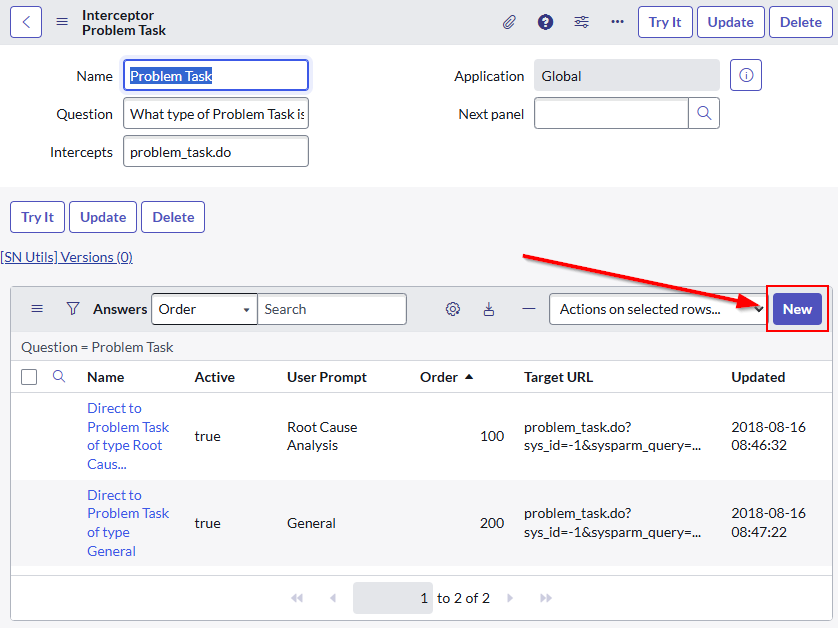 Interceptor
Problem Task
Try It Update Delete
Name Problem Task Application Global
Question What type of Problem Task is Next panel
Intercepts problem_task.do
Try It Update Delete
[SN Utils] Versions (0)
Answers Order Search Actions on selected rows... New
Question = Problem Task
Name Active User Prompt Order Target URL Updated
Direct to
Problem Task
of type Root
Caus...
true
Root Cause
Analysis
100
problem_task.do?
sys_id=-1&sysparm_query=...
2018-08-16
08:46:32
Direct to
Problem Task
of type
General
true
General
200
problem_task.do?
sys_id=-1&sysparm_query=...
2018-08-16
08:47:22
1 to 2 of 2